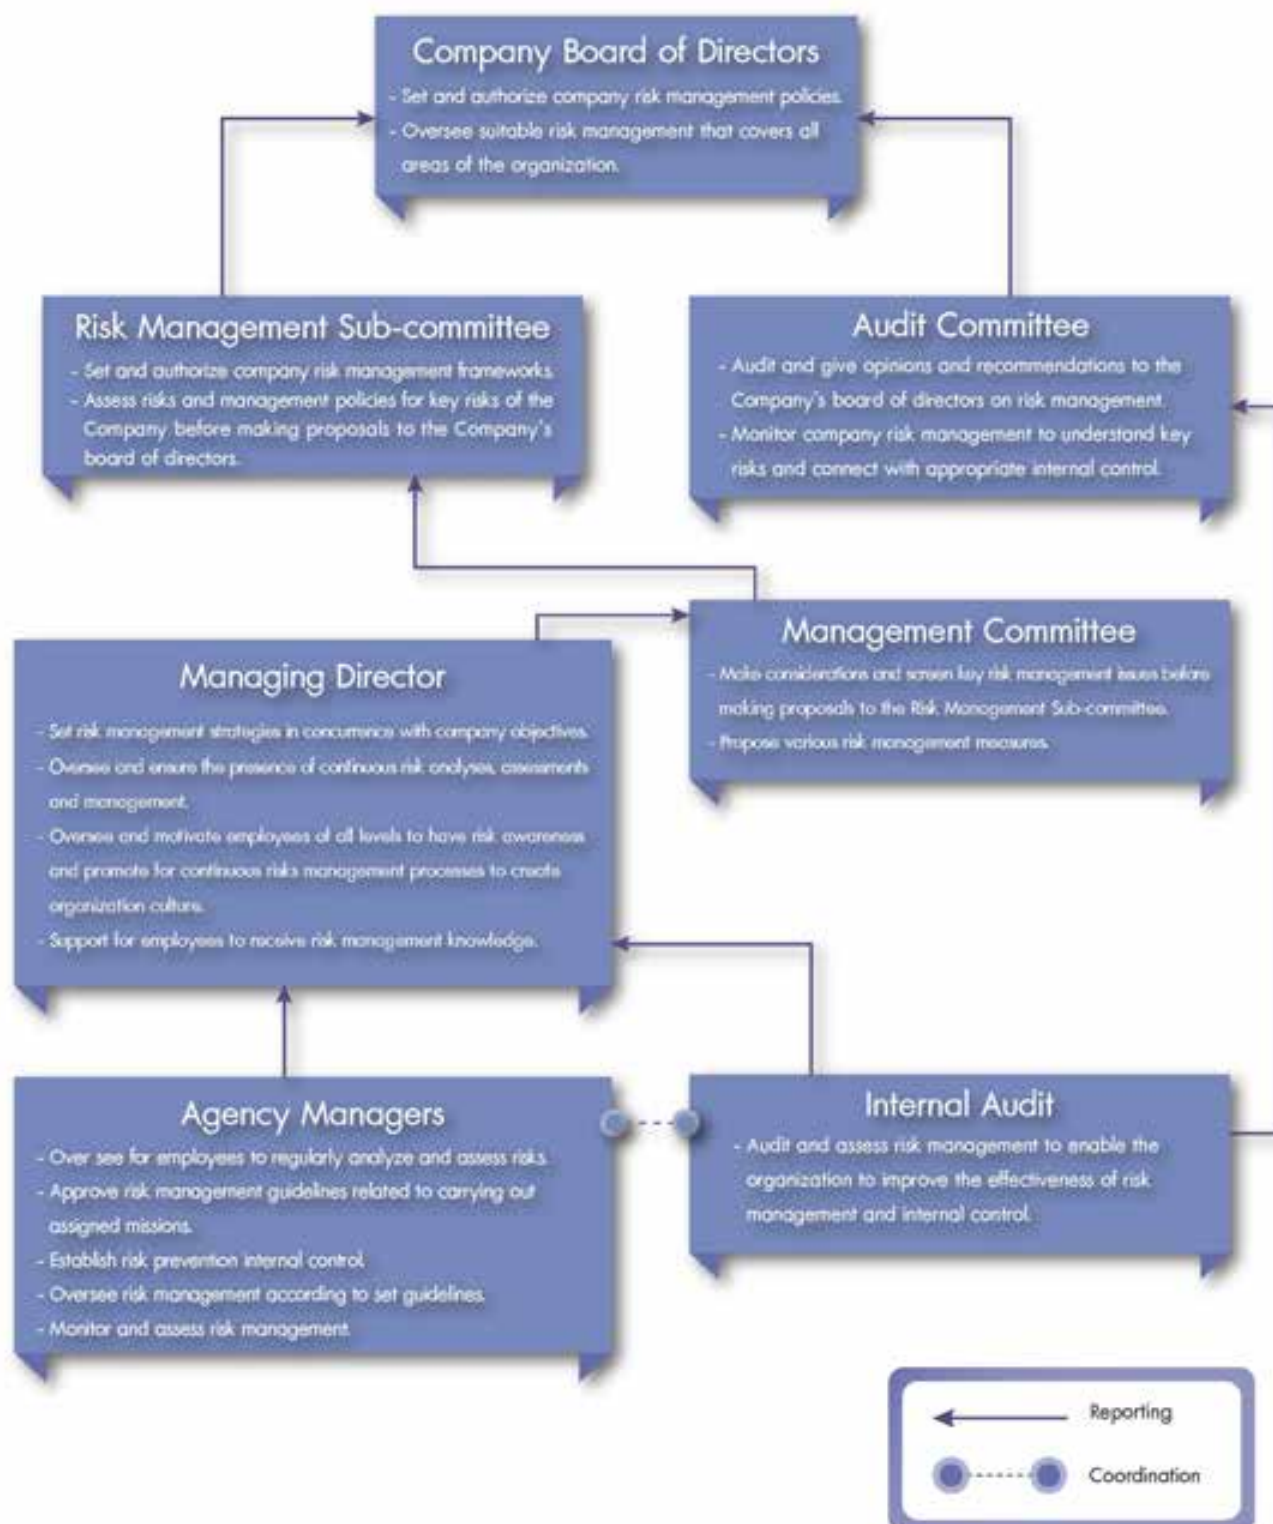 Company Board of Directors
- Set and authorize company risk management policies.
- Oversee suitable risk management that covers all
areas of the organization.
Risk Management Sub-committee
- Set and authorize company risk management frameworks.
- Assess risks and management policies for key risks of the
Company before making proposals to the Company's
board of directors.
Audit Committee
- Audit and give opinions and recommendations to the
Company's board of directors on risk management.
- Monitor company risk management to understand key
risks and connect with appropriate internal control.
Management Committee
- Make considerations and screen key risk management issues before
making proposals to the Risk Management Sub-committee.
- Propose various risk management measures.
Managing Director
- Set risk management strategies in concurrence with company objectives.
- Oversee and ensure the presence of continuous risk analyses, assessments
and management.
- Oversee and motivate employees of all levels to have risk awareness
and promote for continuous risks management processes to create
organization culture.
- Support for employees to receive risk management knowledge.
Agency Managers
- Over see for employees to regularly analyze and assess risks.
- Approve risk management guidelines related to carrying out
assigned missions.
- Establish risk prevention internal control.
- Oversee risk management according to set guidelines.
- Monitor and assess risk management.
Internal Audit
- Audit and assess risk management to enable the
organization to improve the effectiveness of risk
management and internal control.
Reporting
Coordination